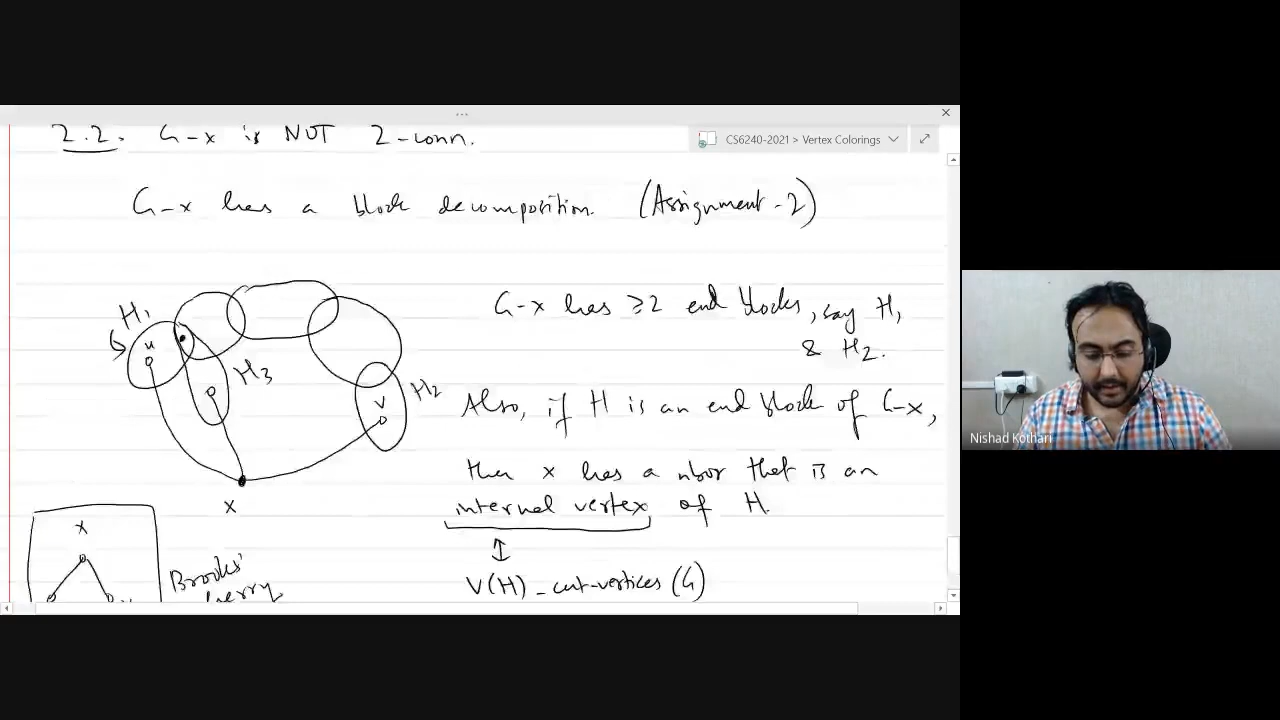 2.2. G-x is NOT 2-conn.
CS6240-2021 > Vertex Colorings
G-x has a block decomposition. (Assignment-2)
H1
u
H3
v
H2
x
G-x has ≥2 end blocks, say H1
& H2.
Also, if H is an end block of G-x,
then x has a nbor that is an
internal vertex of H.
↕
V(H) - cut-vertices (G)
x
Brooks'
cherry
Nishad Kothari